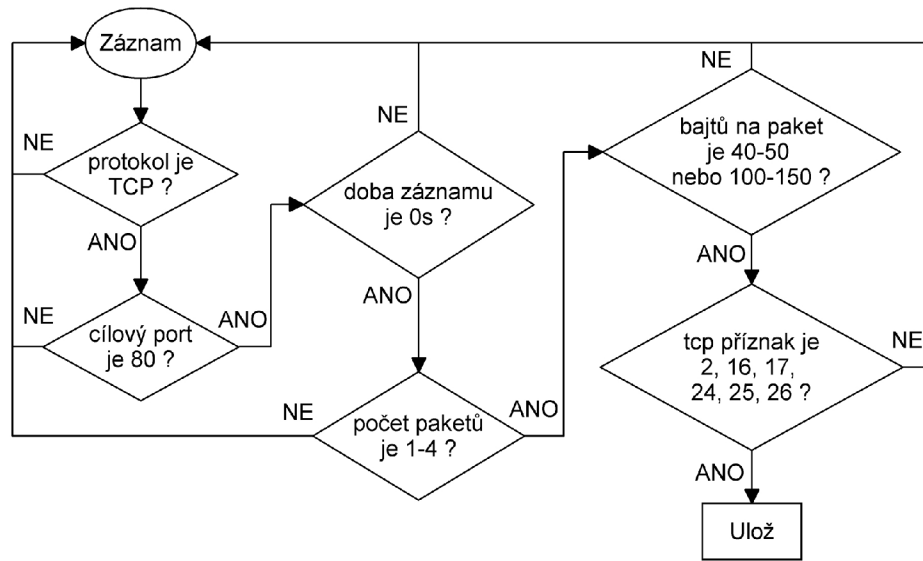 Záznam
NE
protokol je
TCP ?
ANO
NE
cílový port
je 80 ?
ANO
NE
doba záznamu
je 0s ?
ANO
NE
počet paketů
je 1-4 ?
ANO
NE
bajtů na paket
je 40-50
nebo 100-150 ?
ANO
tcp příznak je
2, 16, 17,
24, 25, 26 ?
NE
ANO
Ulož